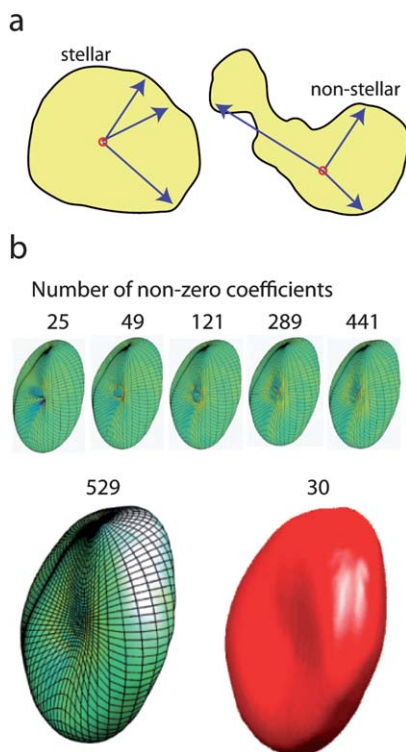 a
stellar
non-stellar
b
Number of non-zero coefficients
25 49 121 289 441
529 30